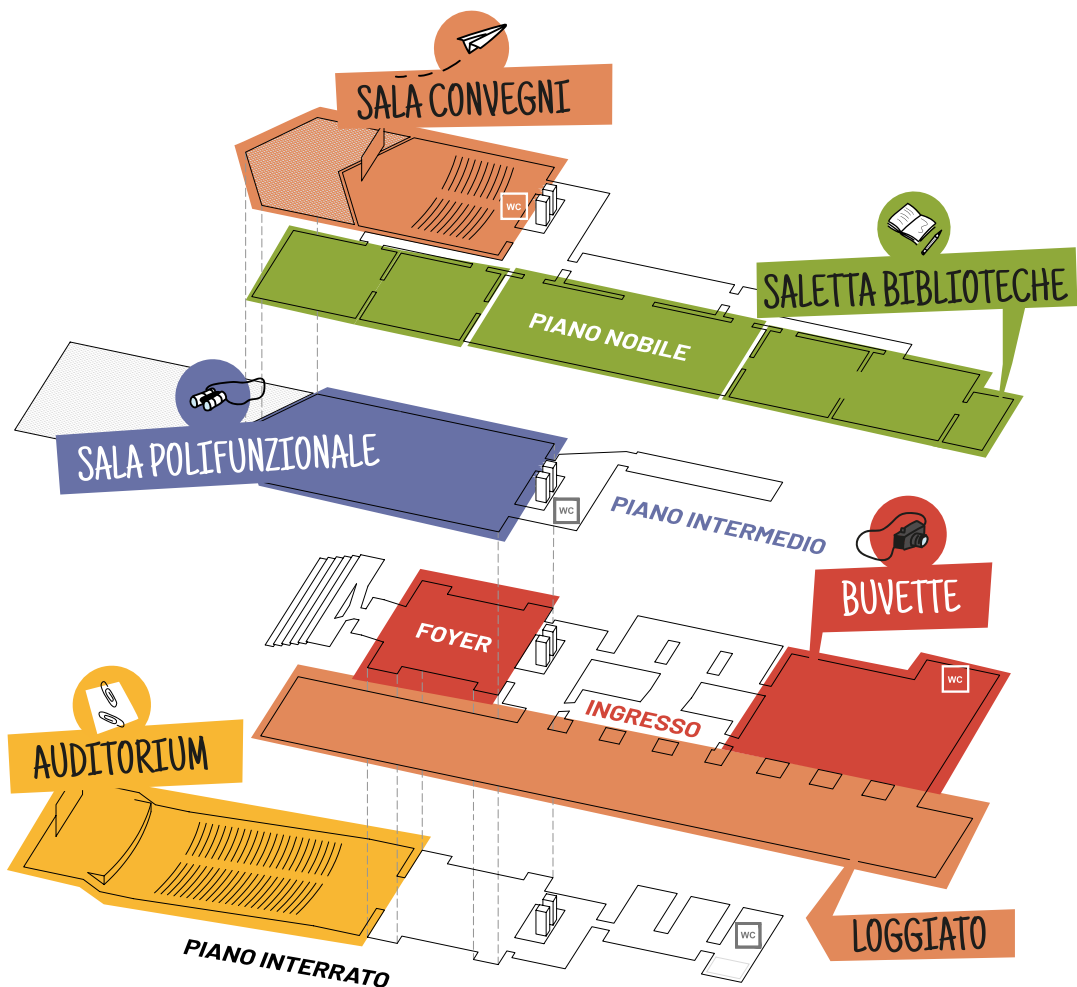 SALA CONVEGNI
WC
SALETTA BIBLIOTECHE
PIANO NOBILE
SALA POLIFUNZIONALE
WC
PIANO INTERMEDIO
BUVETTE
FOYER
WC
INGRESSO
AUDITORIUM
LOGGIATO
WC
PIANO INTERRATO